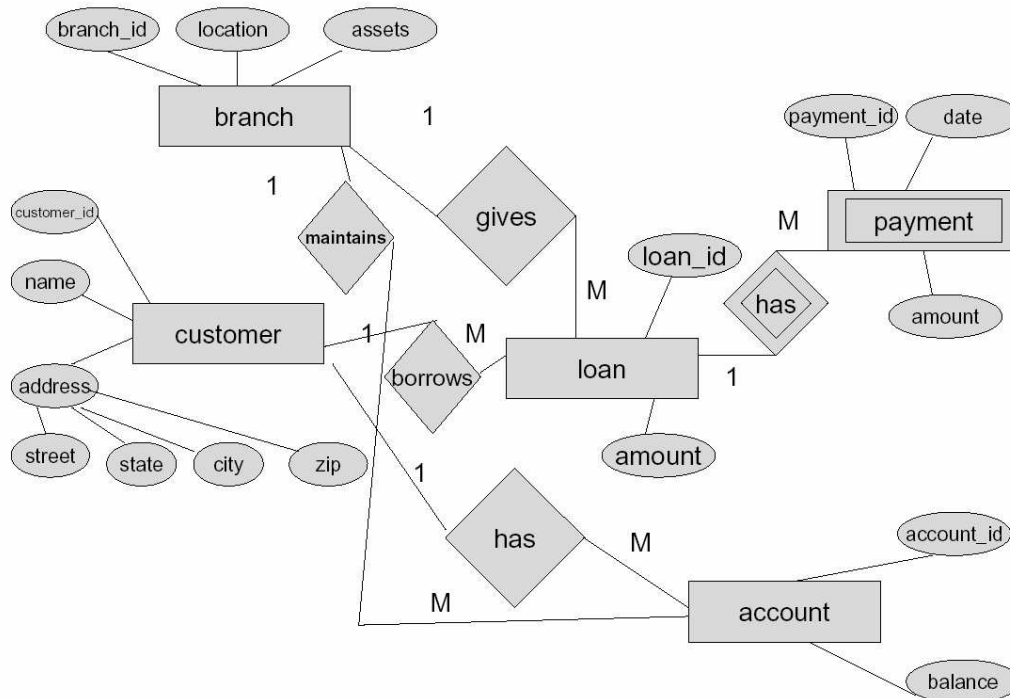 branch_id
location
assets
branch
1
payment_id
date
1
customer_id
gives
M
payment
maintains
loan_id
name
M
has
amount
customer
1
M
loan
1
address
borrows
street
state
city
zip
amount
1
has
M
account_id
M
account
balance